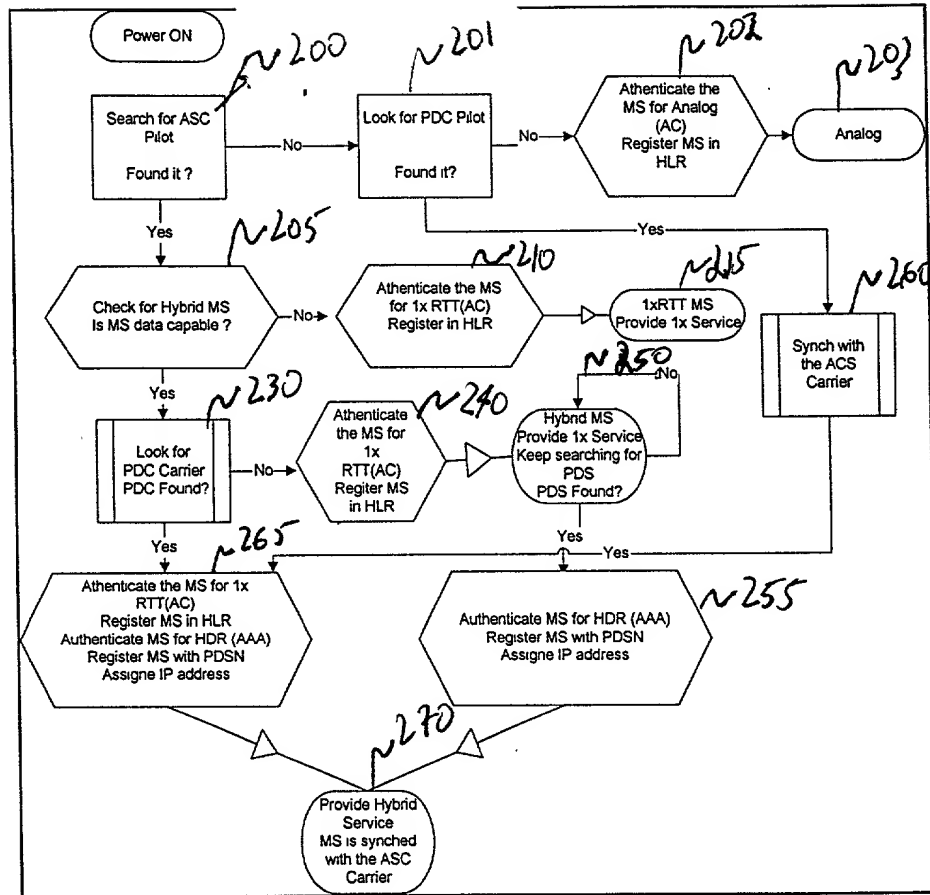 Power ON
~200
~201
~202
~203
Search for ASC
Pilot
Found it ?
No
Look for PDC Pilot
Found it?
No
Athenticate the
MS for Analog
(AC)
Register MS in
HLR
Analog
Yes
Yes
~205
~210
~215
~260
Check for Hybrid MS
Is MS data capable ?
No
Athenticate the MS
for 1x RTT(AC)
Register in HLR
1xRTT MS
Provide 1x Service
Synch with
the ACS
Carrier
Yes
~230
~240
~250
No
Look for
PDC Carrier
PDC Found?
No
Athenticate
the MS for
1x
RTT(AC)
Regiter MS
in HLR
Hybrid MS
Provide 1x Service
Keep searching for
PDS
PDS Found?
Yes
~265
Yes
Yes
~255
Athenticate the MS for 1x
RTT(AC)
Register MS in HLR
Authenticate MS for HDR (AAA)
Register MS with PDSN
Assigne IP address
Authenticate MS for HDR (AAA)
Register MS with PDSN
Assigne IP address
~270
Provide Hybrid
Service
MS is synched
with the ASC
Carrier